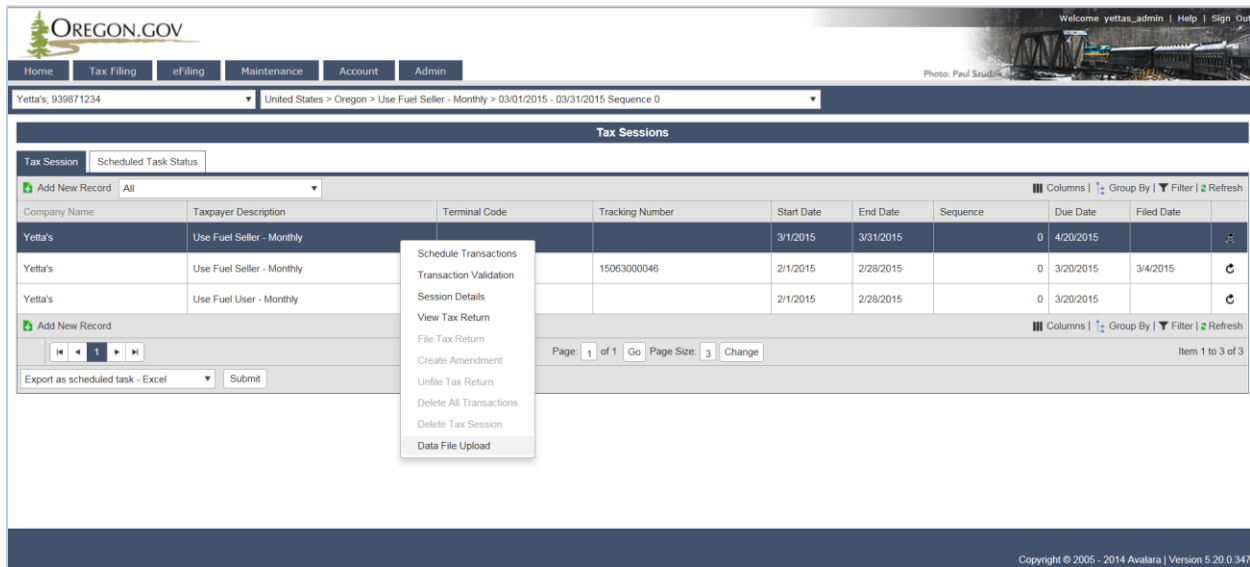 OREGON.GOV
Welcome yettas_admin | Help | Sign Out
Home Tax Filing eFiling Maintenance Account Admin
Photo: Paul Szudzik
Yetta's; 939871234 United States > Oregon > Use Fuel Seller - Monthly > 03/01/2015 - 03/31/2015 Sequence 0
Tax Sessions
Tax Session Scheduled Task Status
Add New Record All Columns | Group By | Filter | Refresh
Company Name Taxpayer Description Terminal Code Tracking Number Start Date End Date Sequence Due Date Filed Date
Yetta's Use Fuel Seller - Monthly 3/1/2015 3/31/2015 0 4/20/2015
Yetta's Use Fuel Seller - Monthly 15063000046 2/1/2015 2/28/2015 0 3/20/2015 3/4/2015
Yetta's Use Fuel User - Monthly 2/1/2015 2/28/2015 0 3/20/2015
Schedule Transactions
Transaction Validation
Session Details
View Tax Return
File Tax Return
Create Amendment
Unfile Tax Return
Delete All Transactions
Delete Tax Session
Data File Upload
Add New Record Columns | Group By | Filter | Refresh
1 Page: 1 of 1 Go Page Size: 3 Change Item 1 to 3 of 3
Export as scheduled task - Excel Submit
Copyright © 2005 - 2014 Avalara | Version 5.20.0.347